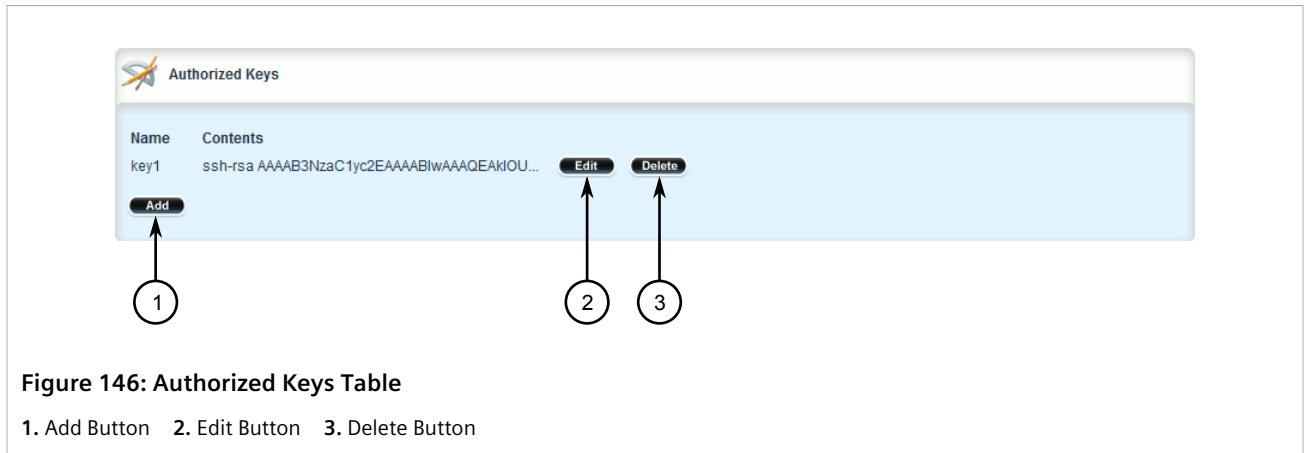 Authorized Keys
Name Contents
key1 ssh-rsa AAAAB3NzaC1yc2EAAAABIwAAAQEAklOU... Edit Delete
Add
1 2 3
Figure 146: Authorized Keys Table
1. Add Button 2. Edit Button 3. Delete Button